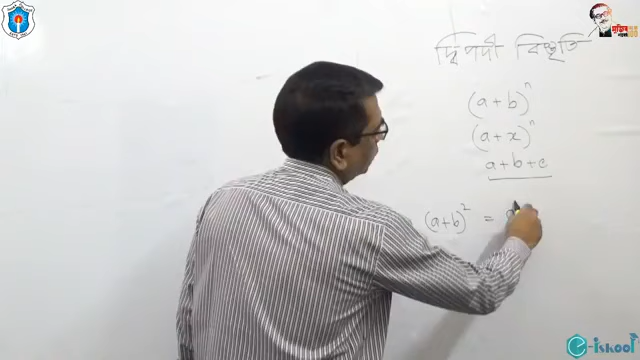 দ্বিপদী বিস্তৃতি
(a+b)ⁿ
(a+x)ⁿ
a+b+c
(a+b)² =
e-iskool